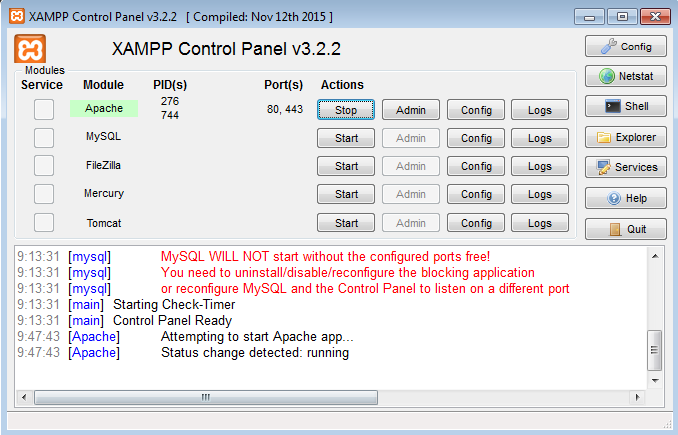 XAMPP Control Panel v3.2.2 [ Compiled: Nov 12th 2015 ]
XAMPP Control Panel v3.2.2
Config
Modules
Service Module PID(s) Port(s) Actions
Netstat
Apache 276 744 80, 443 Stop Admin Config Logs
Shell
MySQL Start Admin Config Logs
Explorer
FileZilla Start Admin Config Logs
Services
Mercury Start Admin Config Logs
Help
Tomcat Start Admin Config Logs
Quit
9:13:31 [mysql] MySQL WILL NOT start without the configured ports free!
9:13:31 [mysql] You need to uninstall/disable/reconfigure the blocking application
9:13:31 [mysql] or reconfigure MySQL and the Control Panel to listen on a different port
9:13:31 [main] Starting Check-Timer
9:13:31 [main] Control Panel Ready
9:47:43 [Apache] Attempting to start Apache app...
9:47:43 [Apache] Status change detected: running